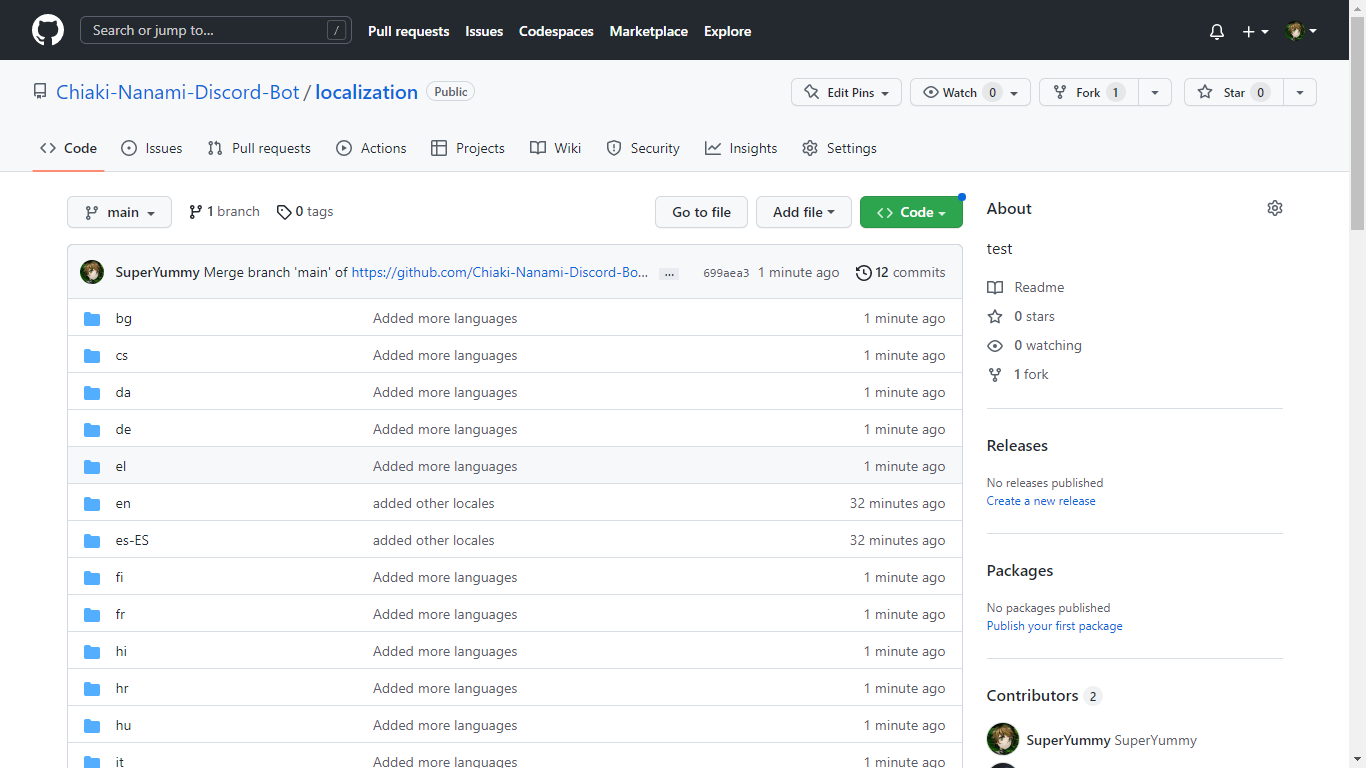 Search or jump to... /
Pull requests Issues Codespaces Marketplace Explore
Chiaki-Nanami-Discord-Bot / localization Public
Edit Pins Watch 0 Fork 1 Star 0
Code Issues Pull requests Actions Projects Wiki Security Insights Settings
main 1 branch 0 tags Go to file Add file Code
SuperYummy Merge branch 'main' of https://github.com/Chiaki-Nanami-Discord-Bo... ... 699aea3 1 minute ago 12 commits
bg Added more languages 1 minute ago
cs Added more languages 1 minute ago
da Added more languages 1 minute ago
de Added more languages 1 minute ago
el Added more languages 1 minute ago
en added other locales 32 minutes ago
es-ES added other locales 32 minutes ago
fi Added more languages 1 minute ago
fr Added more languages 1 minute ago
hi Added more languages 1 minute ago
hr Added more languages 1 minute ago
hu Added more languages 1 minute ago
it Added more languages 1 minute ago
About
test
Readme
0 stars
0 watching
1 fork
Releases
No releases published
Create a new release
Packages
No packages published
Publish your first package
Contributors 2
SuperYummy SuperYummy